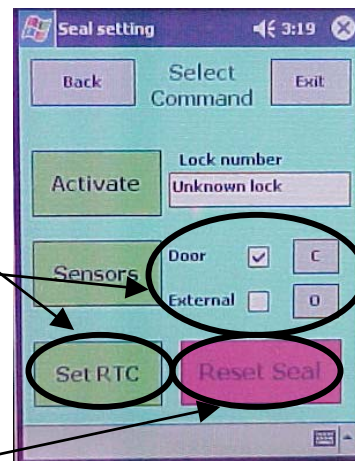 Seal setting 3:19
Back Select Command Exit
Activate Lock number
Unknown lock
Sensors Door C
External O
Set RTC Reset Seal